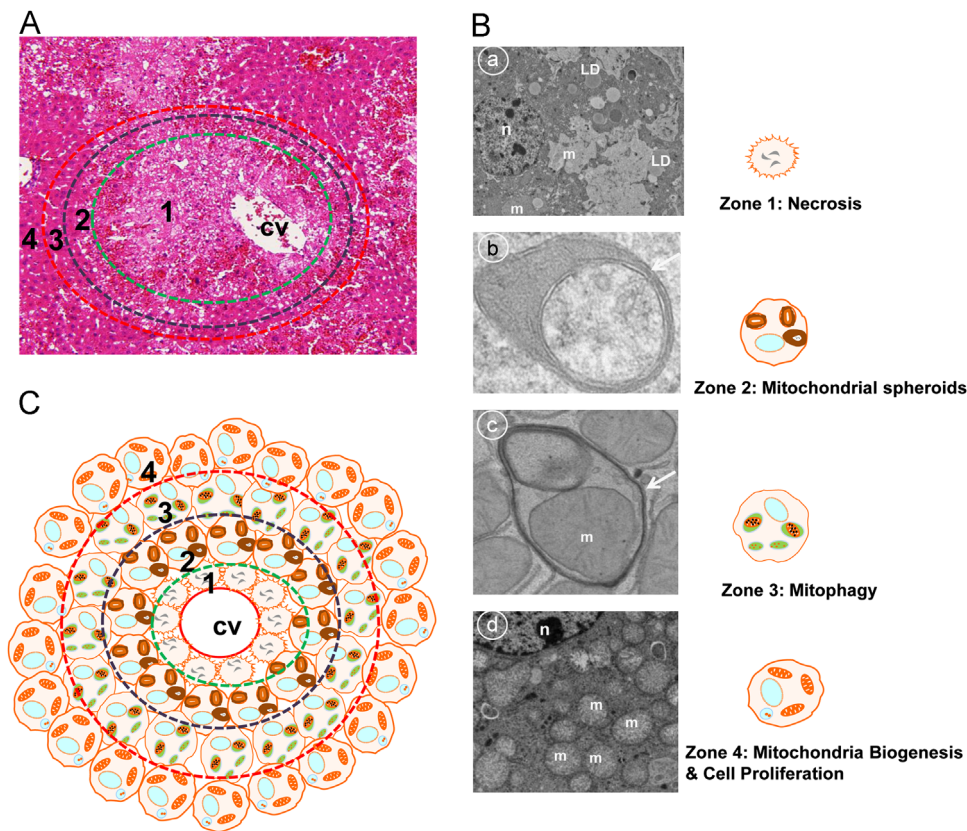 A
1
2
3
4
cv
B
a
LD
n
m
LD
m
Zone 1: Necrosis
b
Zone 2: Mitochondrial spheroids
c
m
Zone 3: Mitophagy
d
n
m
m
m
m
Zone 4: Mitochondria Biogenesis
& Cell Proliferation
C
4
3
2
1
cv